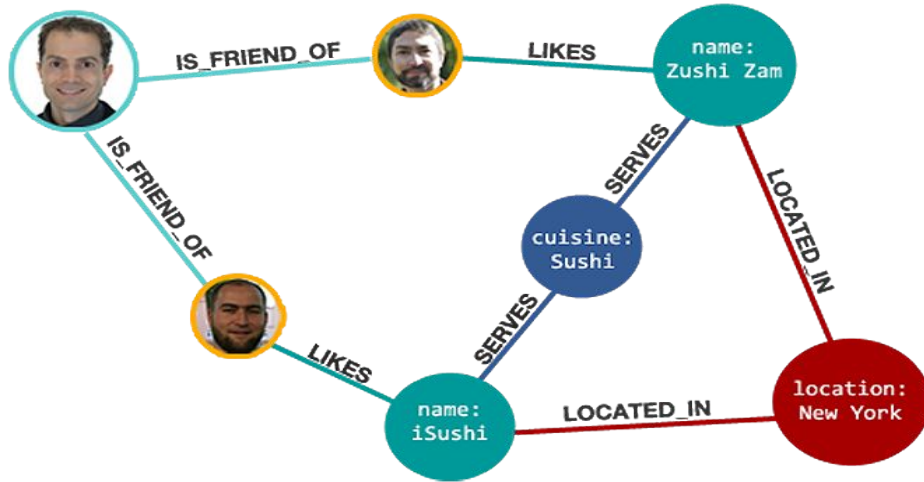 IS_FRIEND_OF
LIKES
name:
Zushi Zam
IS_FRIEND_OF
SERVES
LOCATED_IN
cuisine:
Sushi
SERVES
LIKES
name:
iSushi
LOCATED_IN
location:
New York